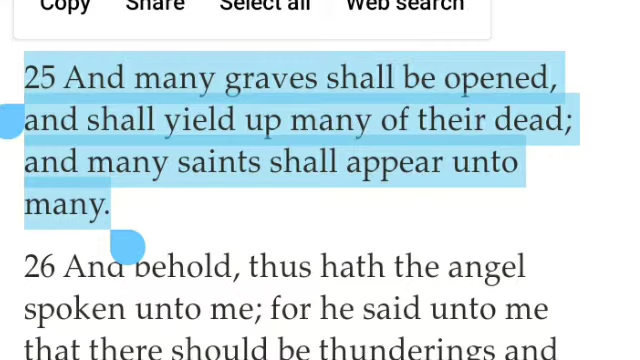 Copy Share Select all Web search
25 And many graves shall be opened,
and shall yield up many of their dead;
and many saints shall appear unto
many.
26 And behold, thus hath the angel
spoken unto me; for he said unto me
that there should be thunderings and